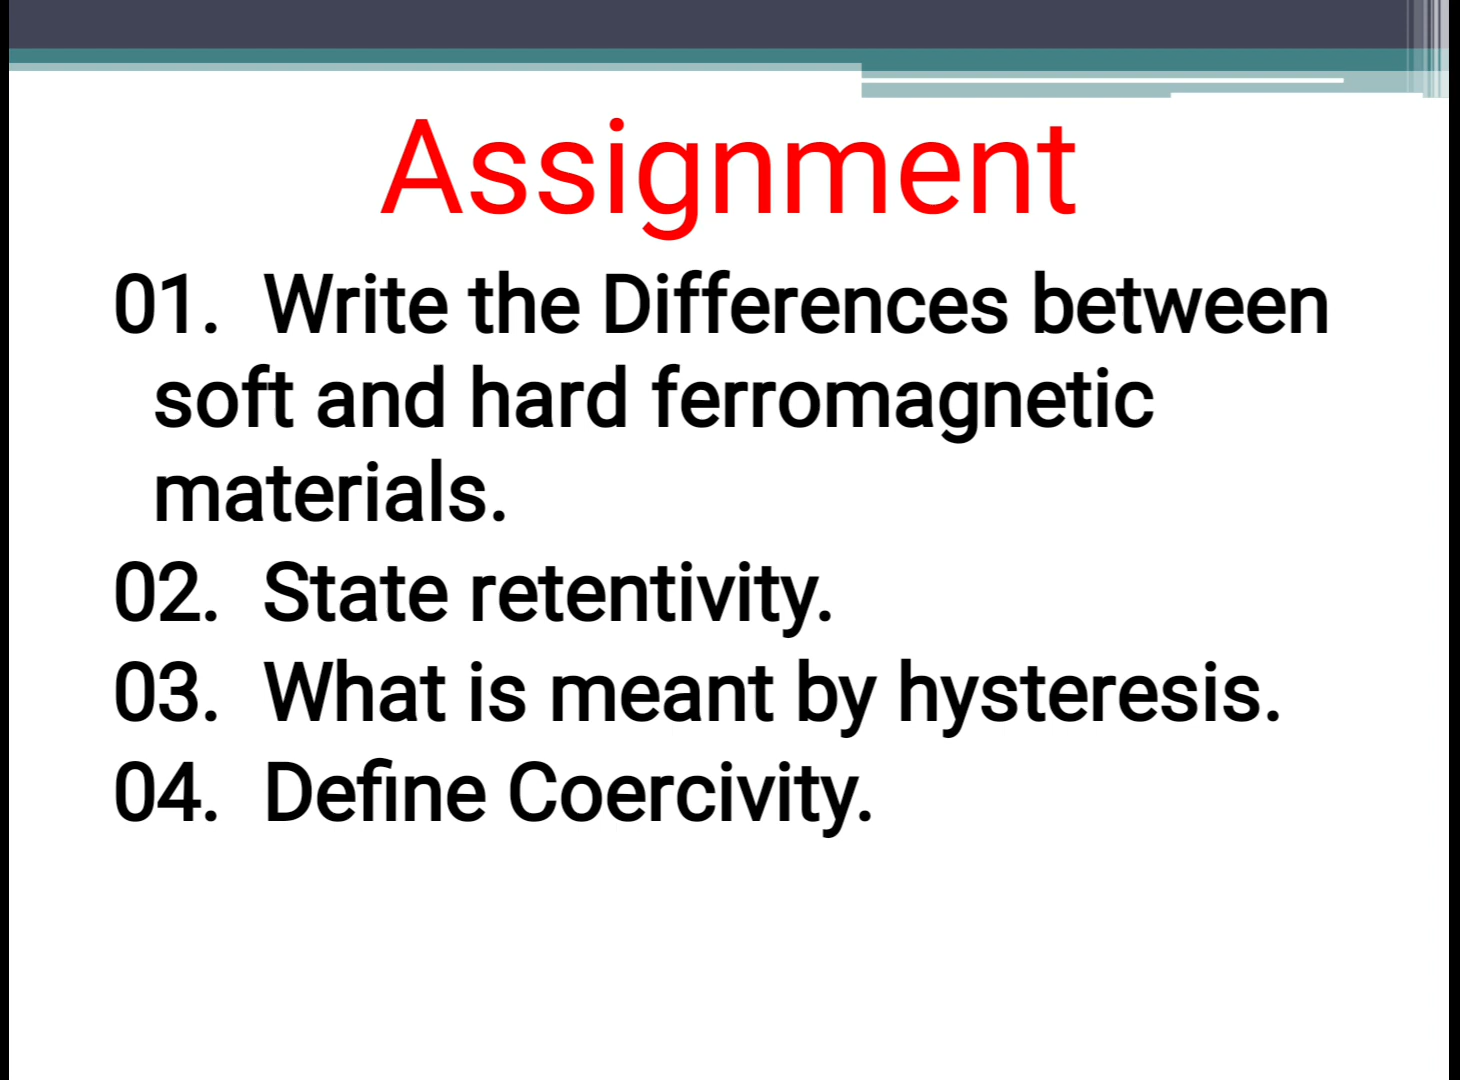 Assignment
01. Write the Differences between
soft and hard ferromagnetic
materials.
02. State retentivity.
03. What is meant by hysteresis.
04. Define Coercivity.